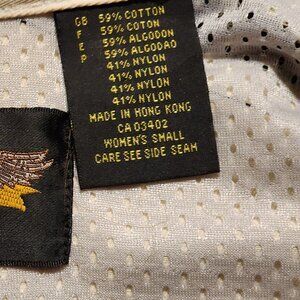 GB 59% COTTON
F 59% COTON
E 59% ALGODON
P 59% ALGODAO
41% NYLON
41% NYLON
41% NYLON
41% NYLON
MADE IN HONG KONG
CA 03402
WOMEN'S SMALL
CARE SEE SIDE SEAM